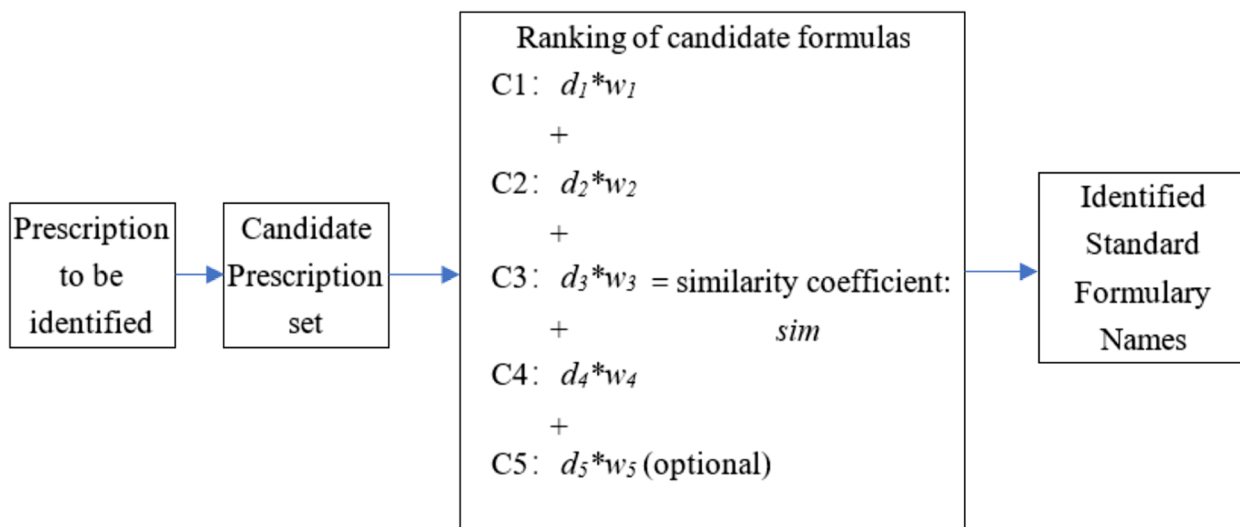 Prescription
to be
identified
Candidate
Prescription
set
Ranking of candidate formulas
C1： d₁*w₁
+
C2： d₂*w₂
+
C3： d₃*w₃ = similarity coefficient:
+ sim
C4： d₄*w₄
+
C5： d₅*w₅ (optional)
Identified
Standard
Formulary
Names